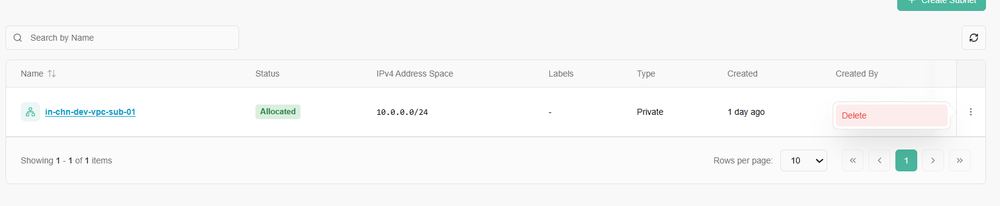 Create Subnet
Search by Name
Name Status IPv4 Address Space Labels Type Created Created By
in-chn-dev-vpc-sub-01 Allocated 10.0.0.0/24 - Private 1 day ago Delete
Showing 1 - 1 of 1 items Rows per page: 10 1